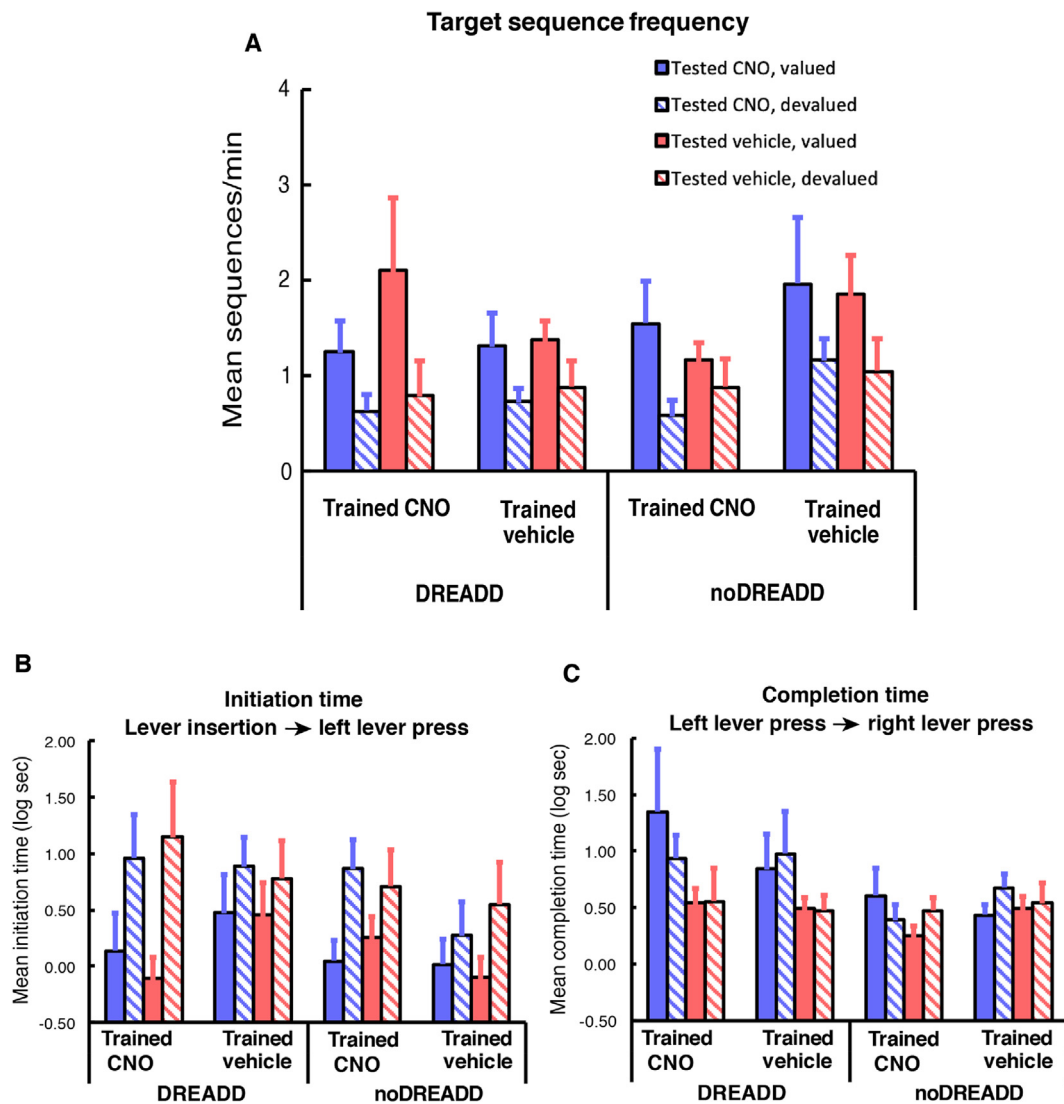 Target sequence frequency
A
Tested CNO, valued
Tested CNO, devalued
Tested vehicle, valued
Tested vehicle, devalued
Mean sequences/min
4
3
2
1
0
Trained CNO
Trained
vehicle
Trained CNO
Trained
vehicle
DREADD
noDREADD
B
Initiation time
Lever insertion → left lever press
Mean initiation time (log sec)
2.00
1.50
1.00
0.50
0.00
-0.50
Trained
CNO
Trained
vehicle
Trained
CNO
Trained
vehicle
DREADD
noDREADD
C
Completion time
Left lever press → right lever press
Mean completion time (log sec)
2.00
1.50
1.00
0.50
0.00
-0.50
Trained
CNO
Trained
vehicle
Trained
CNO
Trained
vehicle
DREADD
noDREADD